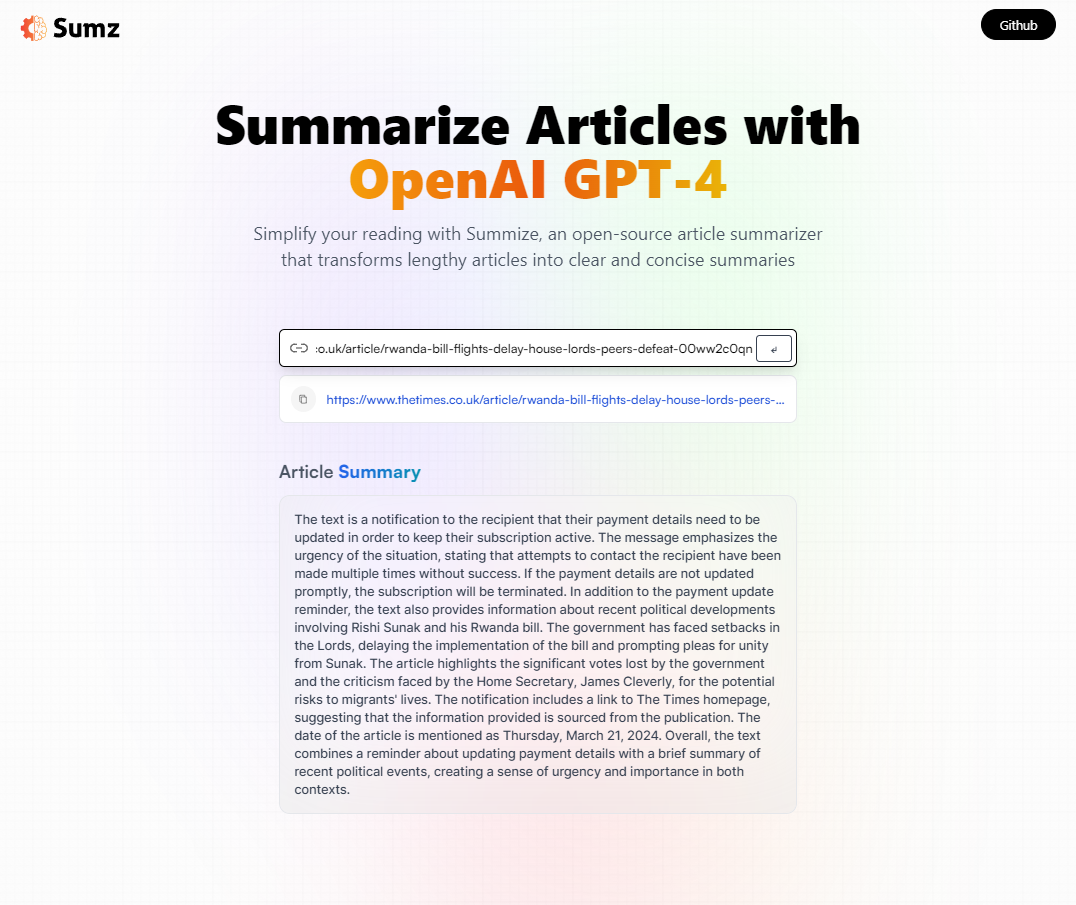 Sumz
Github
Summarize Articles with
OpenAI GPT-4
Simplify your reading with Summize, an open-source article summarizer
that transforms lengthy articles into clear and concise summaries
:o.uk/article/rwanda-bill-flights-delay-house-lords-peers-defeat-00ww2c0qn
↵
https://www.thetimes.co.uk/article/rwanda-bill-flights-delay-house-lords-peers-...
Article Summary
The text is a notification to the recipient that their payment details need to be
updated in order to keep their subscription active. The message emphasizes the
urgency of the situation, stating that attempts to contact the recipient have been
made multiple times without success. If the payment details are not updated
promptly, the subscription will be terminated. In addition to the payment update
reminder, the text also provides information about recent political developments
involving Rishi Sunak and his Rwanda bill. The government has faced setbacks in
the Lords, delaying the implementation of the bill and prompting pleas for unity
from Sunak. The article highlights the significant votes lost by the government
and the criticism faced by the Home Secretary, James Cleverly, for the potential
risks to migrants' lives. The notification includes a link to The Times homepage,
suggesting that the information provided is sourced from the publication. The
date of the article is mentioned as Thursday, March 21, 2024. Overall, the text
combines a reminder about updating payment details with a brief summary of
recent political events, creating a sense of urgency and importance in both
contexts.